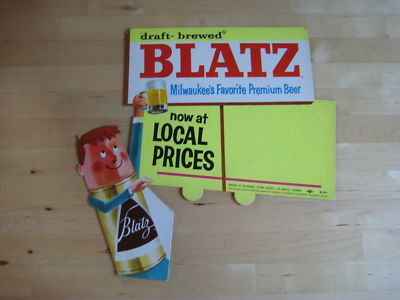 draft-brewed®
BLATZ
Milwaukee's Favorite Premium Beer
now at
LOCAL
PRICES
Blatz